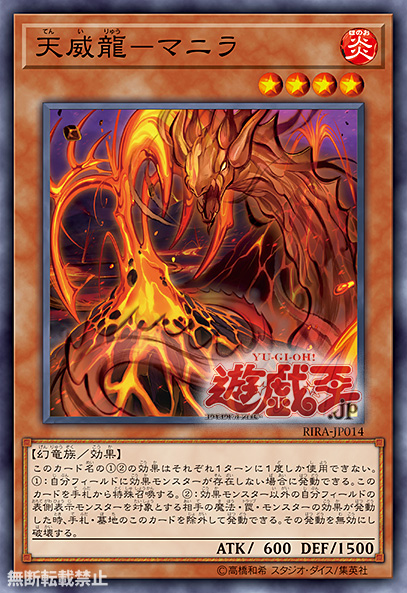 天威龍－マニラ
てん い りゅう
炎
ほのお
YU-GI-OH!
遊戯王
.JP
RIRA-JP014
【幻竜族／効果】
このカード名の①②の効果はそれぞれ1ターンに1度しか使用できない。
①：自分フィールドに効果モンスターが存在しない場合に発動できる。この
カードを手札から特殊召喚する。②：効果モンスター以外の自分フィールドの
表側表示モンスターを対象とする相手の魔法・罠・モンスターの効果が発動
した時、手札・墓地のこのカードを除外して発動できる。その発動を無効にし
破壊する。
ATK/ 600 DEF/1500
無断転載禁止
©高橋和希 スタジオ・ダイス/集英社